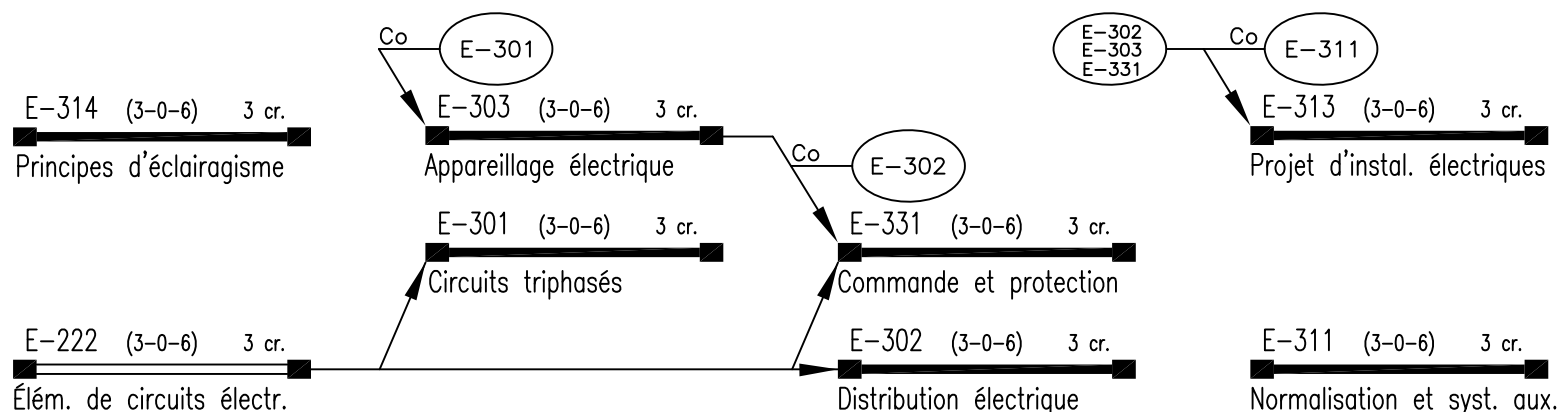 Co
E-301
E-302
E-303
E-331
Co
E-311
E-314 (3-0-6) 3 cr.
Principes d'éclairagisme
E-303 (3-0-6) 3 cr.
Appareillage électrique
E-313 (3-0-6) 3 cr.
Projet d'instal. électriques
Co
E-302
E-301 (3-0-6) 3 cr.
Circuits triphasés
E-331 (3-0-6) 3 cr.
Commande et protection
E-222 (3-0-6) 3 cr.
Élém. de circuits électr.
E-302 (3-0-6) 3 cr.
Distribution électrique
E-311 (3-0-6) 3 cr.
Normalisation et syst. aux.